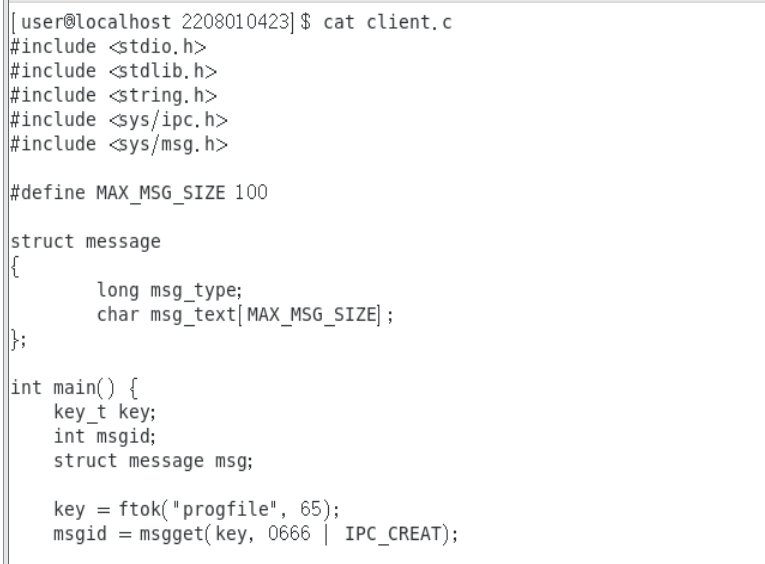 [user@localhost 2208010423]$ cat client.c
#include <stdio.h>
#include <stdlib.h>
#include <string.h>
#include <sys/ipc.h>
#include <sys/msg.h>
#define MAX_MSG_SIZE 100
struct message
{
        long msg_type;
        char msg_text[MAX_MSG_SIZE];
};
int main() {
    key_t key;
    int msgid;
    struct message msg;
    key = ftok("progfile", 65);
    msgid = msgget(key, 0666 | IPC_CREAT);